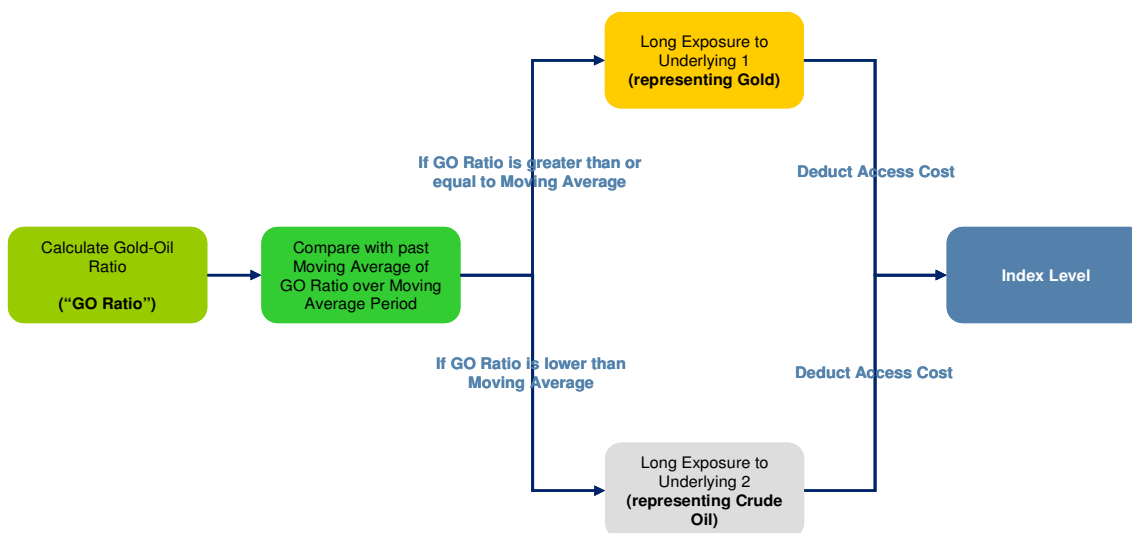 Long Exposure to
Underlying 1
(representing Gold)
If GO Ratio is greater than or
equal to Moving Average
Deduct Access Cost
Calculate Gold-Oil
Ratio
(“GO Ratio”)
Compare with past
Moving Average of
GO Ratio over Moving
Average Period
Index Level
If GO Ratio is lower than
Moving Average
Deduct Access Cost
Long Exposure to
Underlying 2
(representing Crude
Oil)